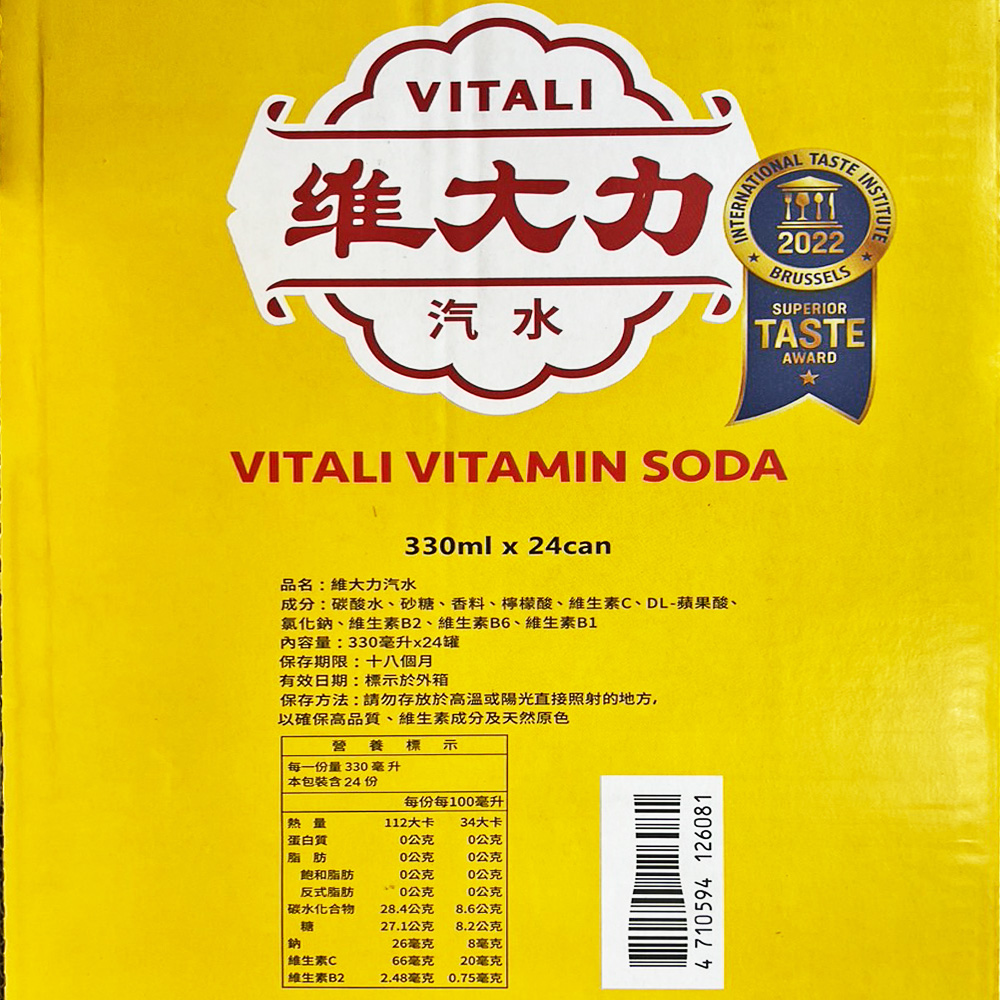 VITALI
維大力
汽水
INTERNATIONAL TASTE INSTITUTE
2022
★ BRUSSELS ★
SUPERIOR
TASTE
AWARD
VITALI VITAMIN SODA
330ml x 24can
品名：維大力汽水
成分：碳酸水、砂糖、香料、檸檬酸、維生素C、DL-蘋果酸、
氯化鈉、維生素B2、維生素B6、維生素B1
內容量：330毫升x24罐
保存期限：十八個月
有效日期：標示於外箱
保存方法：請勿存放於高溫或陽光直接照射的地方,
以確保高品質、維生素成分及天然原色
營養標示
每一份量 330 毫升
本包裝含 24 份
每份 每100毫升
熱量 112大卡 34大卡
蛋白質 0公克 0公克
脂肪 0公克 0公克
飽和脂肪 0公克 0公克
反式脂肪 0公克 0公克
碳水化合物 28.4公克 8.6公克
糖 27.1公克 8.2公克
鈉 26毫克 8毫克
維生素C 66毫克 20毫克
維生素B2 2.48毫克 0.75毫克
4 710594 126081